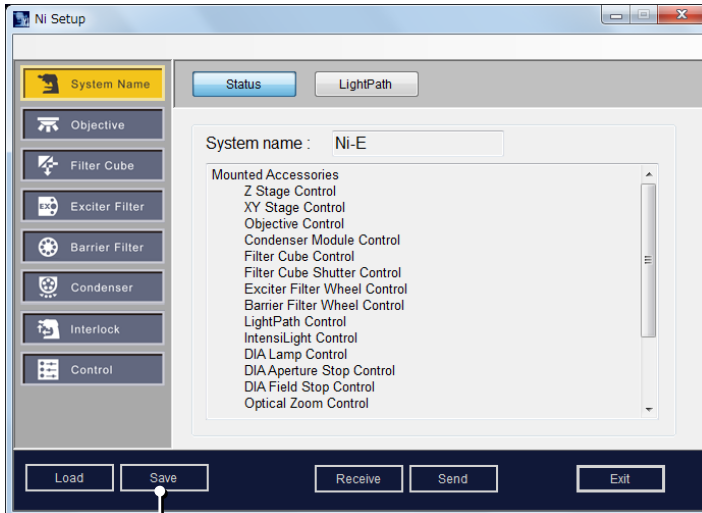 Ni Setup
System Name
Objective
Filter Cube
EXC
Exciter Filter
Barrier Filter
Condenser
Interlock
Control
Status LightPath
System name : Ni-E
Mounted Accessories
Z Stage Control
XY Stage Control
Objective Control
Condenser Module Control
Filter Cube Control
Filter Cube Shutter Control
Exciter Filter Wheel Control
Barrier Filter Wheel Control
LightPath Control
IntensiLight Control
DIA Lamp Control
DIA Aperture Stop Control
DIA Field Stop Control
Optical Zoom Control
Load Save Receive Send Exit